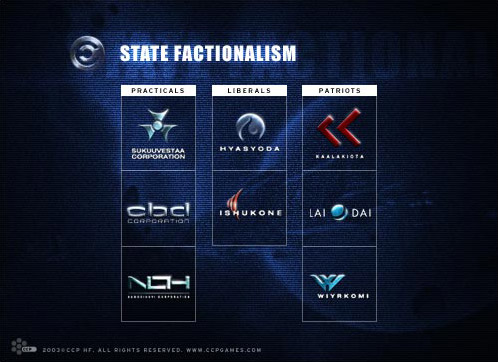 STATE FACTIONALISM
PRACTICALS
LIBERALS
PATRIOTS
SUKUUVESTAA
CORPORATION
HYASYODA
KAALAKIOTA
cbd
CORPORATION
ISHUKONE
LAI DAI
NOH
WIYRKOMI
CCP 2003©CCP HF. ALL RIGHTS RESERVED. WWW.CCPGAMES.COM